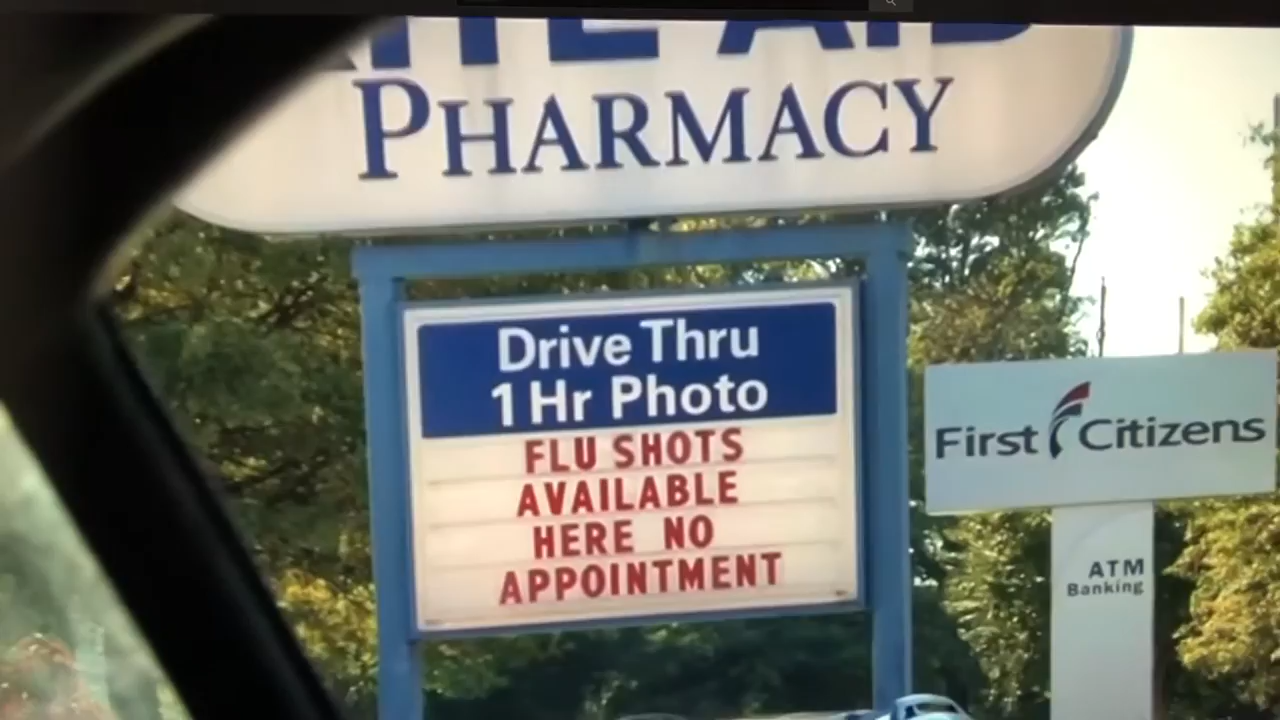 PHARMACY
Drive Thru
1 Hr Photo
FLU SHOTS
AVAILABLE
HERE NO
APPOINTMENT
First Citizens
ATM
Banking